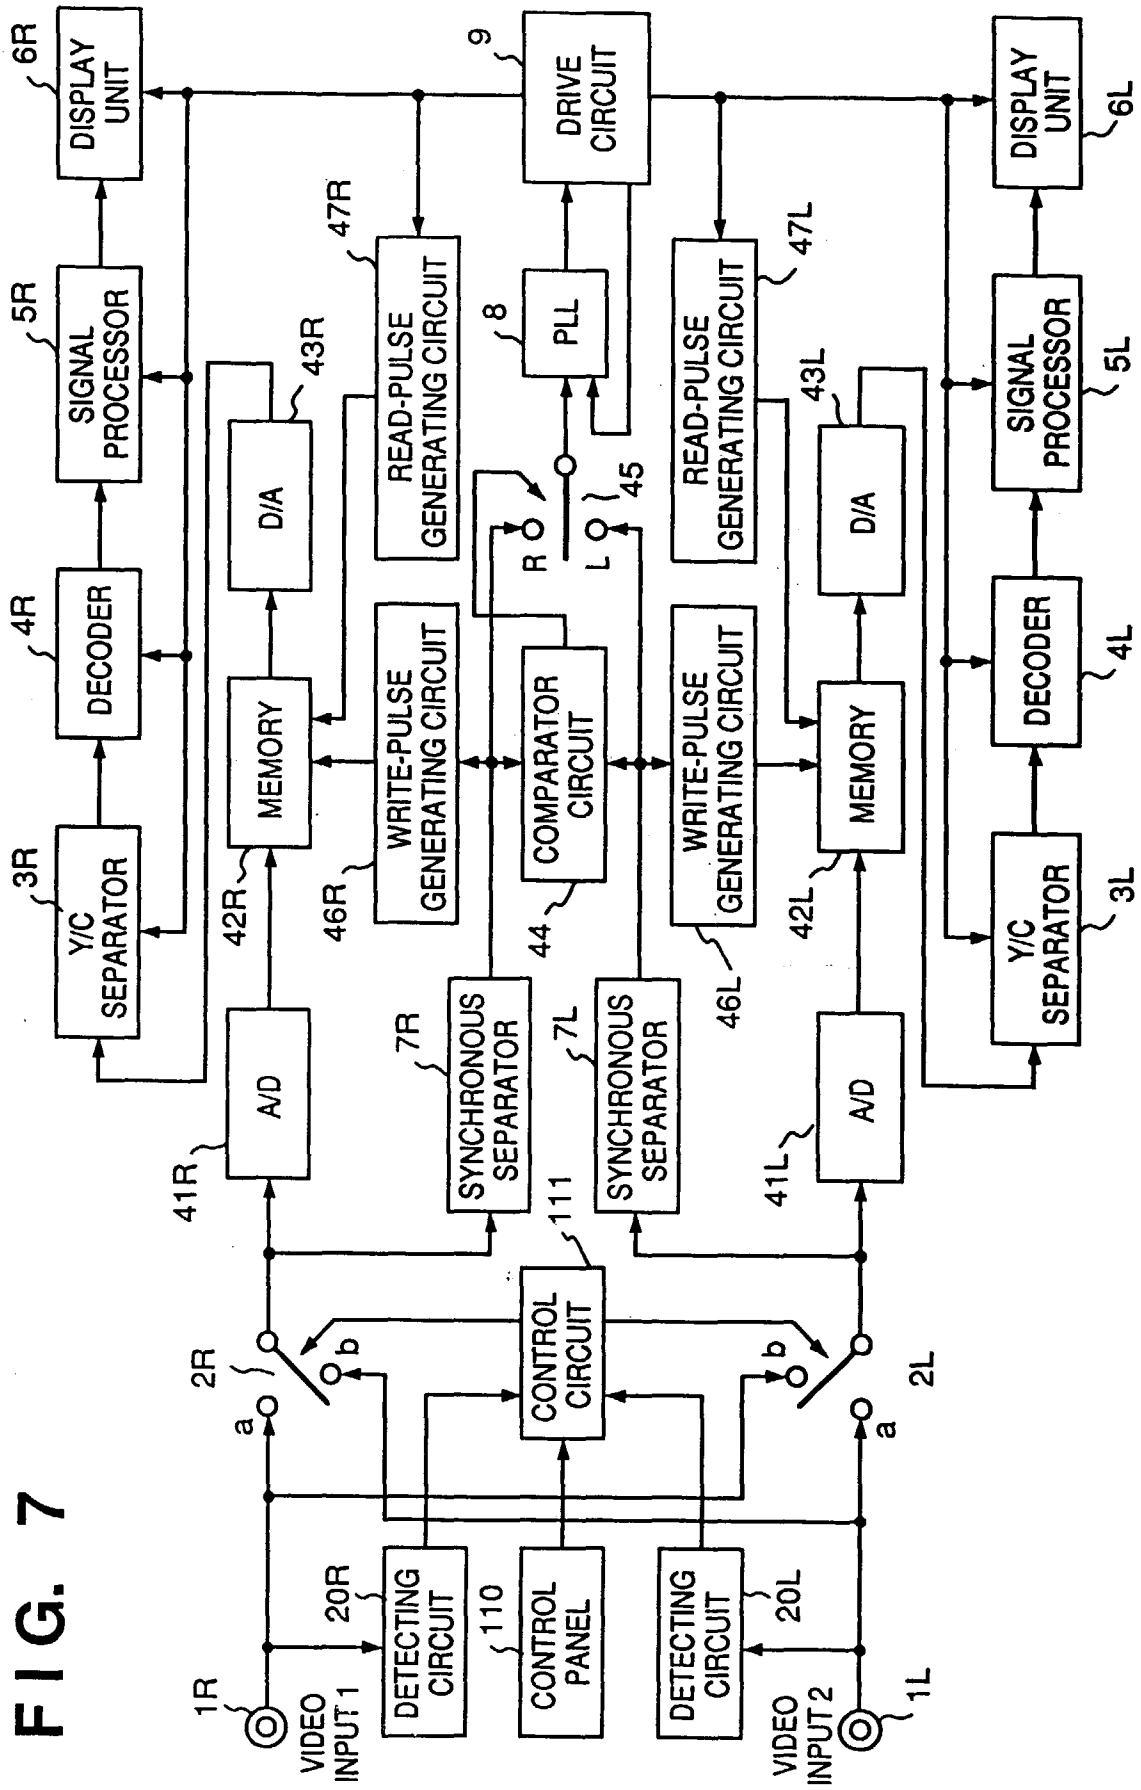 FIG. 7
1R
VIDEO
INPUT 1
20R
DETECTING
CIRCUIT
110
CONTROL
PANEL
DETECTING
CIRCUIT
20L
VIDEO
INPUT 2
1L
a
2R
b
CONTROL
CIRCUIT
111
b
2L
a
41R
A/D
7R
SYNCHRONOUS
SEPARATOR
SYNCHRONOUS
SEPARATOR
7L
41L
A/D
3R
Y/C
SEPARATOR
42R
MEMORY
46R
WRITE-PULSE
GENERATING CIRCUIT
44
COMPARATOR
CIRCUIT
WRITE-PULSE
GENERATING CIRCUIT
46L
42L
MEMORY
Y/C
SEPARATOR
3L
4R
DECODER
D/A
43R
R
L
45
D/A
43L
DECODER
4L
5R
SIGNAL
PROCESSOR
47R
READ-PULSE
GENERATING CIRCUIT
8
PLL
READ-PULSE
GENERATING CIRCUIT
47L
SIGNAL
PROCESSOR
5L
6R
DISPLAY
UNIT
9
DRIVE
CIRCUIT
DISPLAY
UNIT
6L